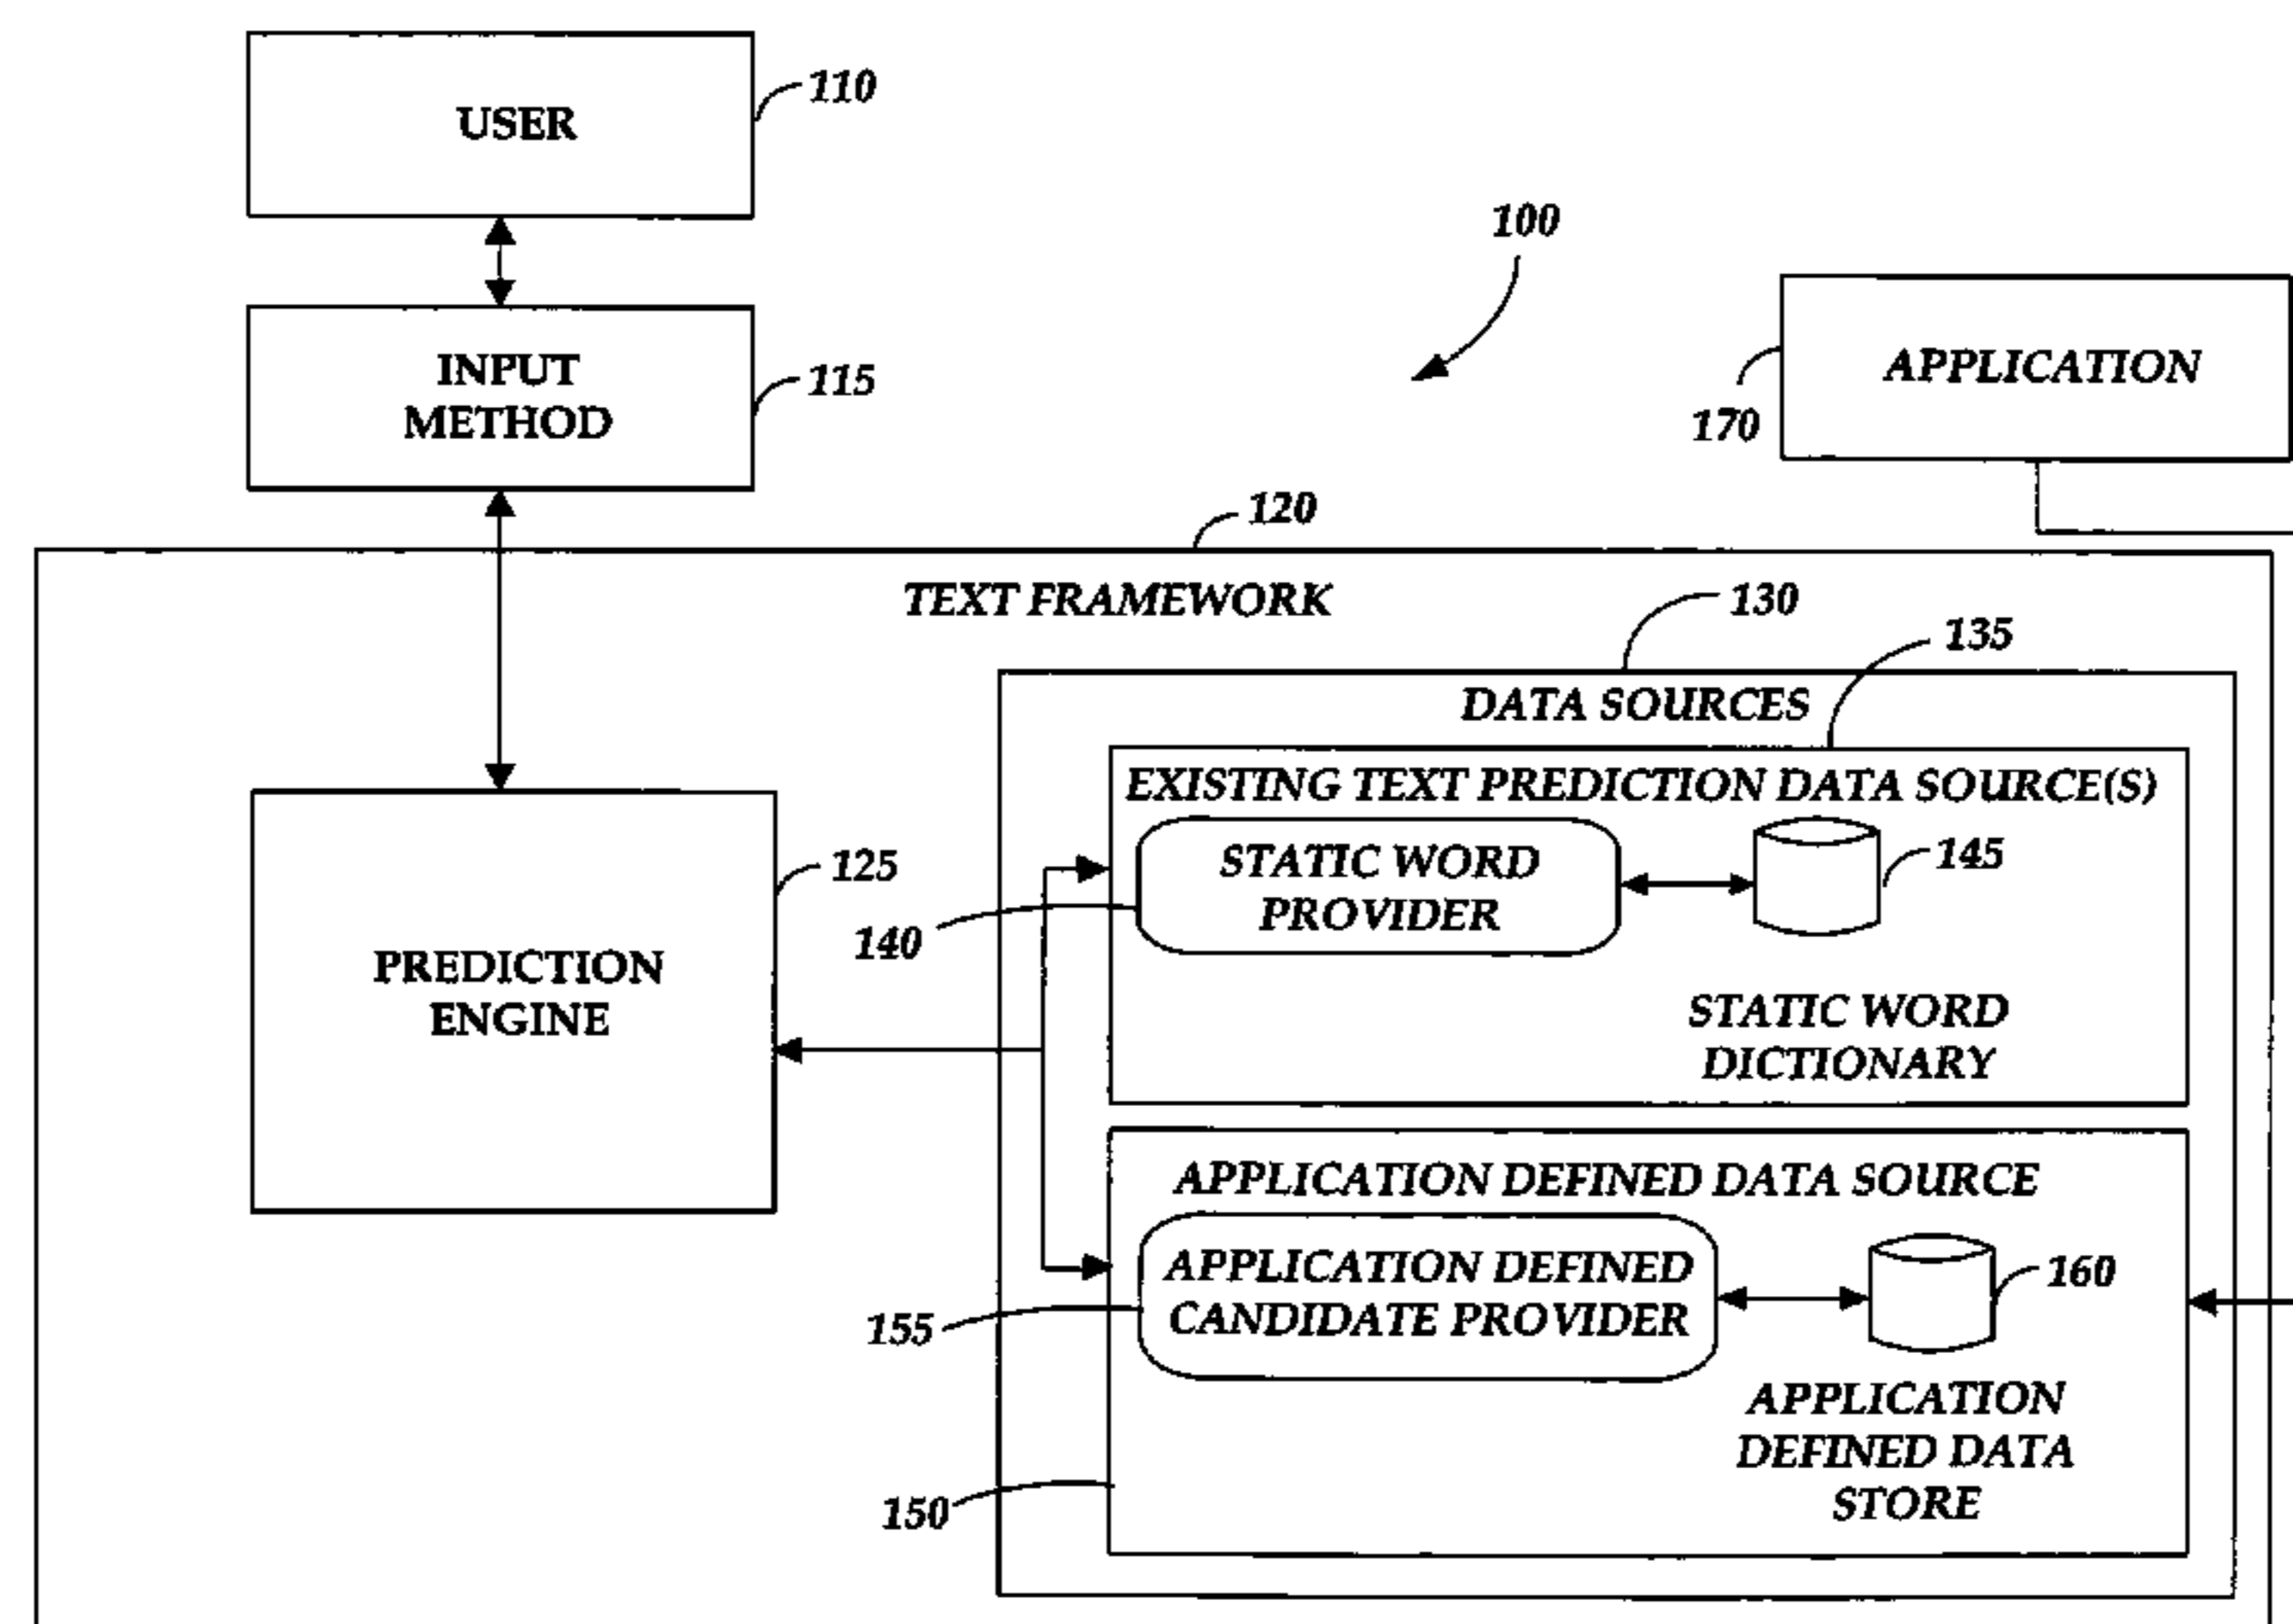 USER
110
INPUT
METHOD
115
100
APPLICATION
170
120
TEXT FRAMEWORK
130
135
DATA SOURCES
EXISTING TEXT PREDICTION DATA SOURCE(S)
STATIC WORD
PROVIDER
145
140
STATIC WORD
DICTIONARY
125
PREDICTION
ENGINE
APPLICATION DEFINED DATA SOURCE
APPLICATION DEFINED
CANDIDATE PROVIDER
160
155
APPLICATION
DEFINED DATA
STORE
150